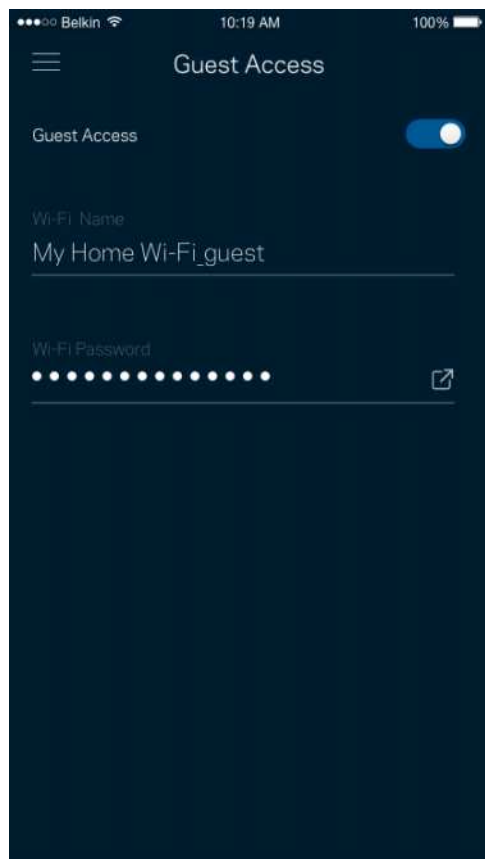 Belkin 10:19 AM 100%
Guest Access
Guest Access
Wi-Fi Name
My Home Wi-Fi_guest
Wi-Fi Password
••••••••••••••